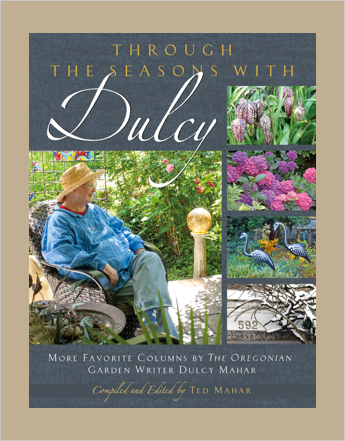 THROUGH
THE SEASONS WITH
Dulcy
592
MORE FAVORITE COLUMNS BY THE OREGONIAN
GARDEN WRITER DULCY MAHAR
Compiled and Edited by TED MAHAR